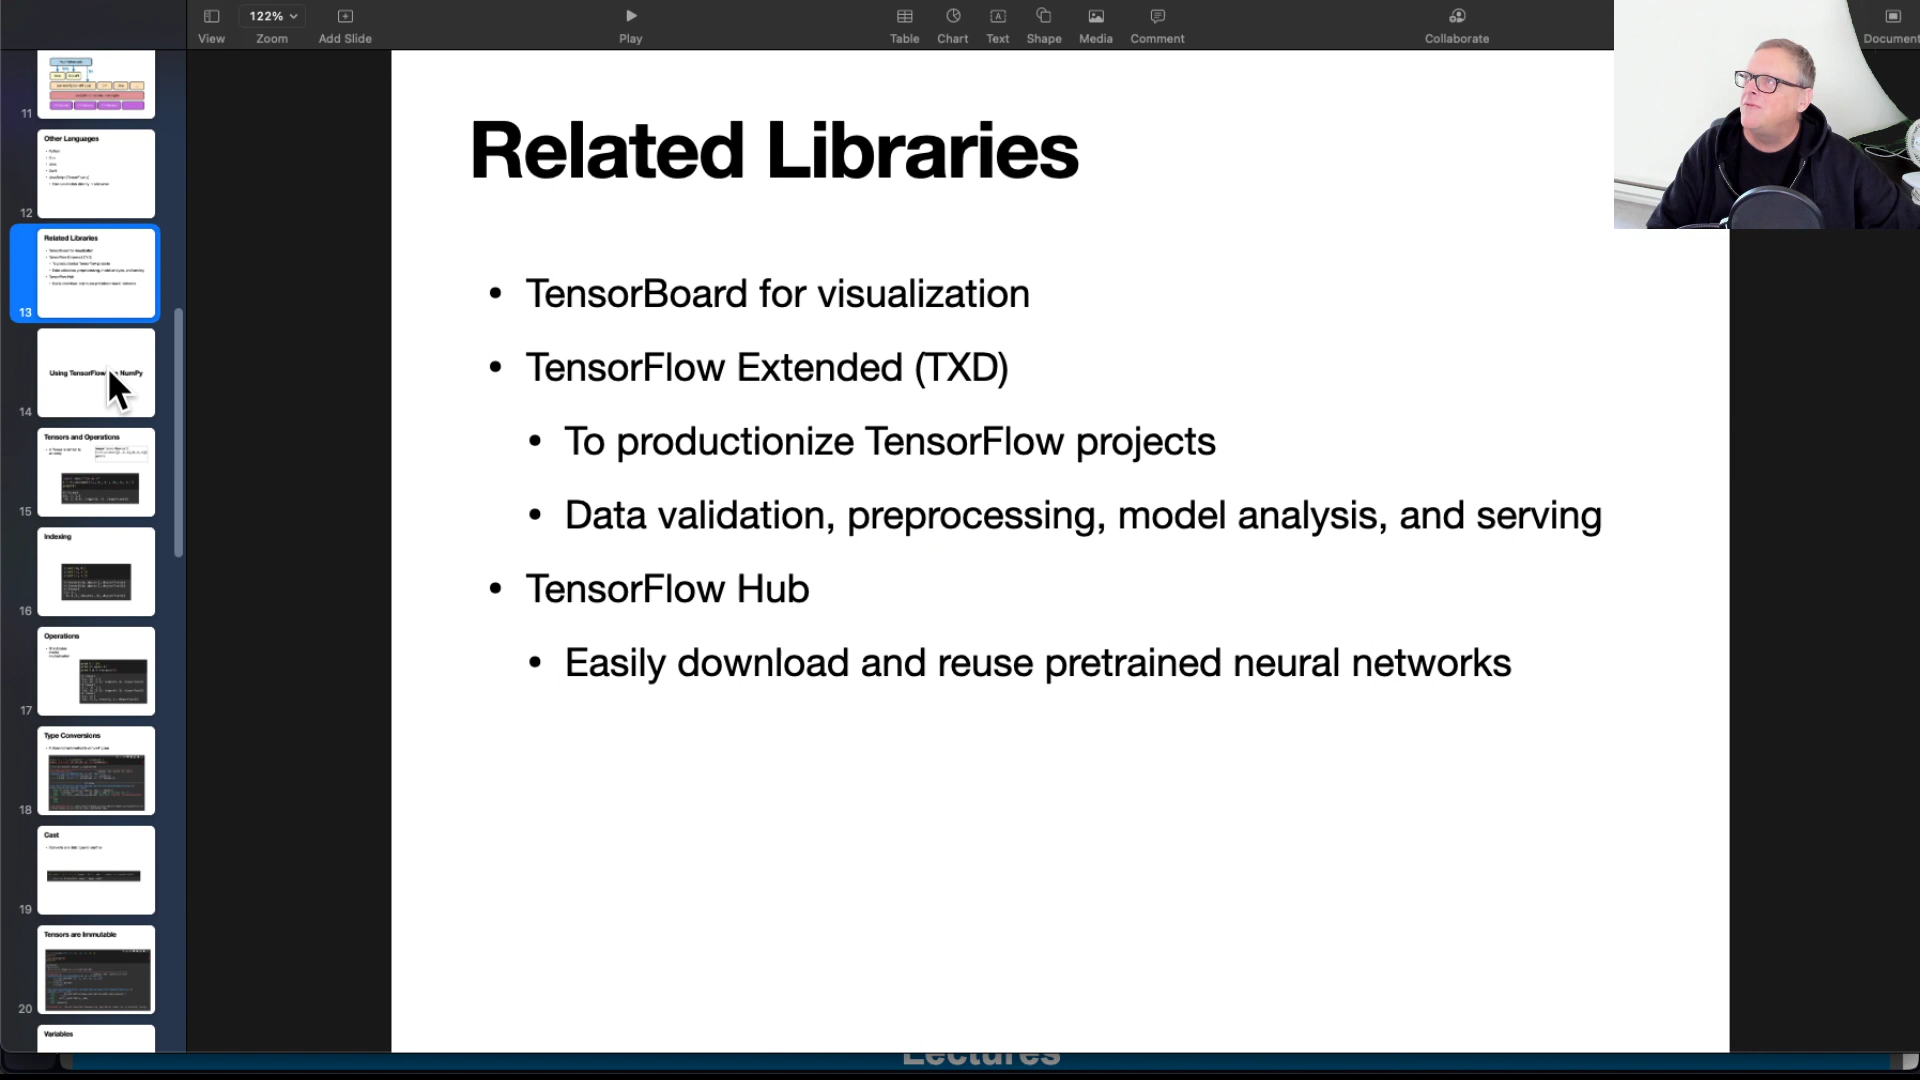 View
122%
Zoom
Add Slide
Play
Table
Chart
Text
Shape
Media
Comment
Collaborate
Document
11
Other Languages
12
Related Libraries
13
14
Tensors and Operations
15
Indexing
16
Operations
17
Type Conversions
18
Cast
19
Tensors are Immutable
20
Variables
Related Libraries
• TensorBoard for visualization
• TensorFlow Extended (TXD)
• To productionize TensorFlow projects
• Data validation, preprocessing, model analysis, and serving
• TensorFlow Hub
• Easily download and reuse pretrained neural networks
Lectures